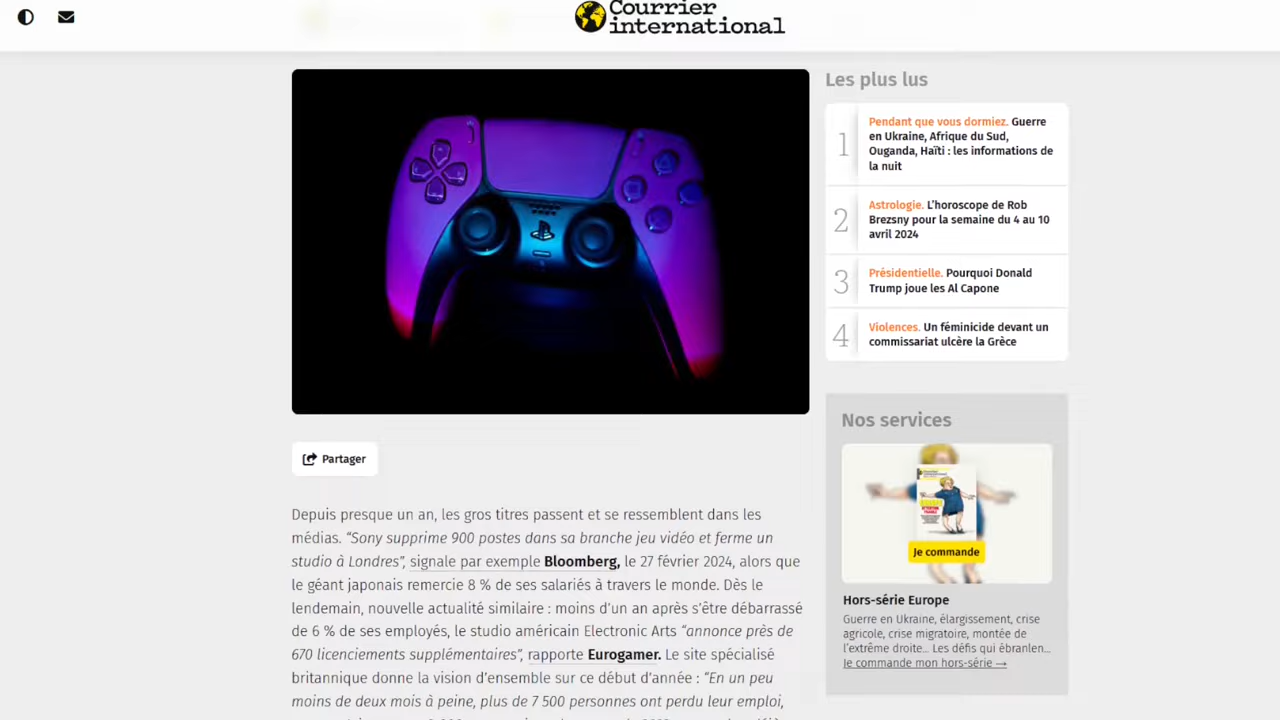 Courrier
international
Les plus lus
1
Pendant que vous dormiez. Guerre
en Ukraine, Afrique du Sud,
Ouganda, Haïti : les informations de
la nuit
2
Astrologie. L’horoscope de Rob
Brezsny pour la semaine du 4 au 10
avril 2024
3
Présidentielle. Pourquoi Donald
Trump joue les Al Capone
4
Violences. Un féminicide devant un
commissariat ulcère la Grèce
Partager
Depuis presque un an, les gros titres passent et se ressemblent dans les
médias. “Sony supprime 900 postes dans sa branche jeu vidéo et ferme un
studio à Londres”, signale par exemple Bloomberg, le 27 février 2024, alors que
le géant japonais remercie 8 % de ses salariés à travers le monde. Dès le
lendemain, nouvelle actualité similaire : moins d’un an après s’être débarrassé
de 6 % de ses employés, le studio américain Electronic Arts “annonce près de
670 licenciements supplémentaires”, rapporte Eurogamer. Le site spécialisé
britannique donne la vision d’ensemble sur ce début d’année : “En un peu
moins de deux mois à peine, plus de 7 500 personnes ont perdu leur emploi,
Nos services
Je commande
Hors-série Europe
Guerre en Ukraine, élargissement, crise
agricole, crise migratoire, montée de
l’extrême droite… Les défis qui ébranlen…
Je commande mon hors-série →